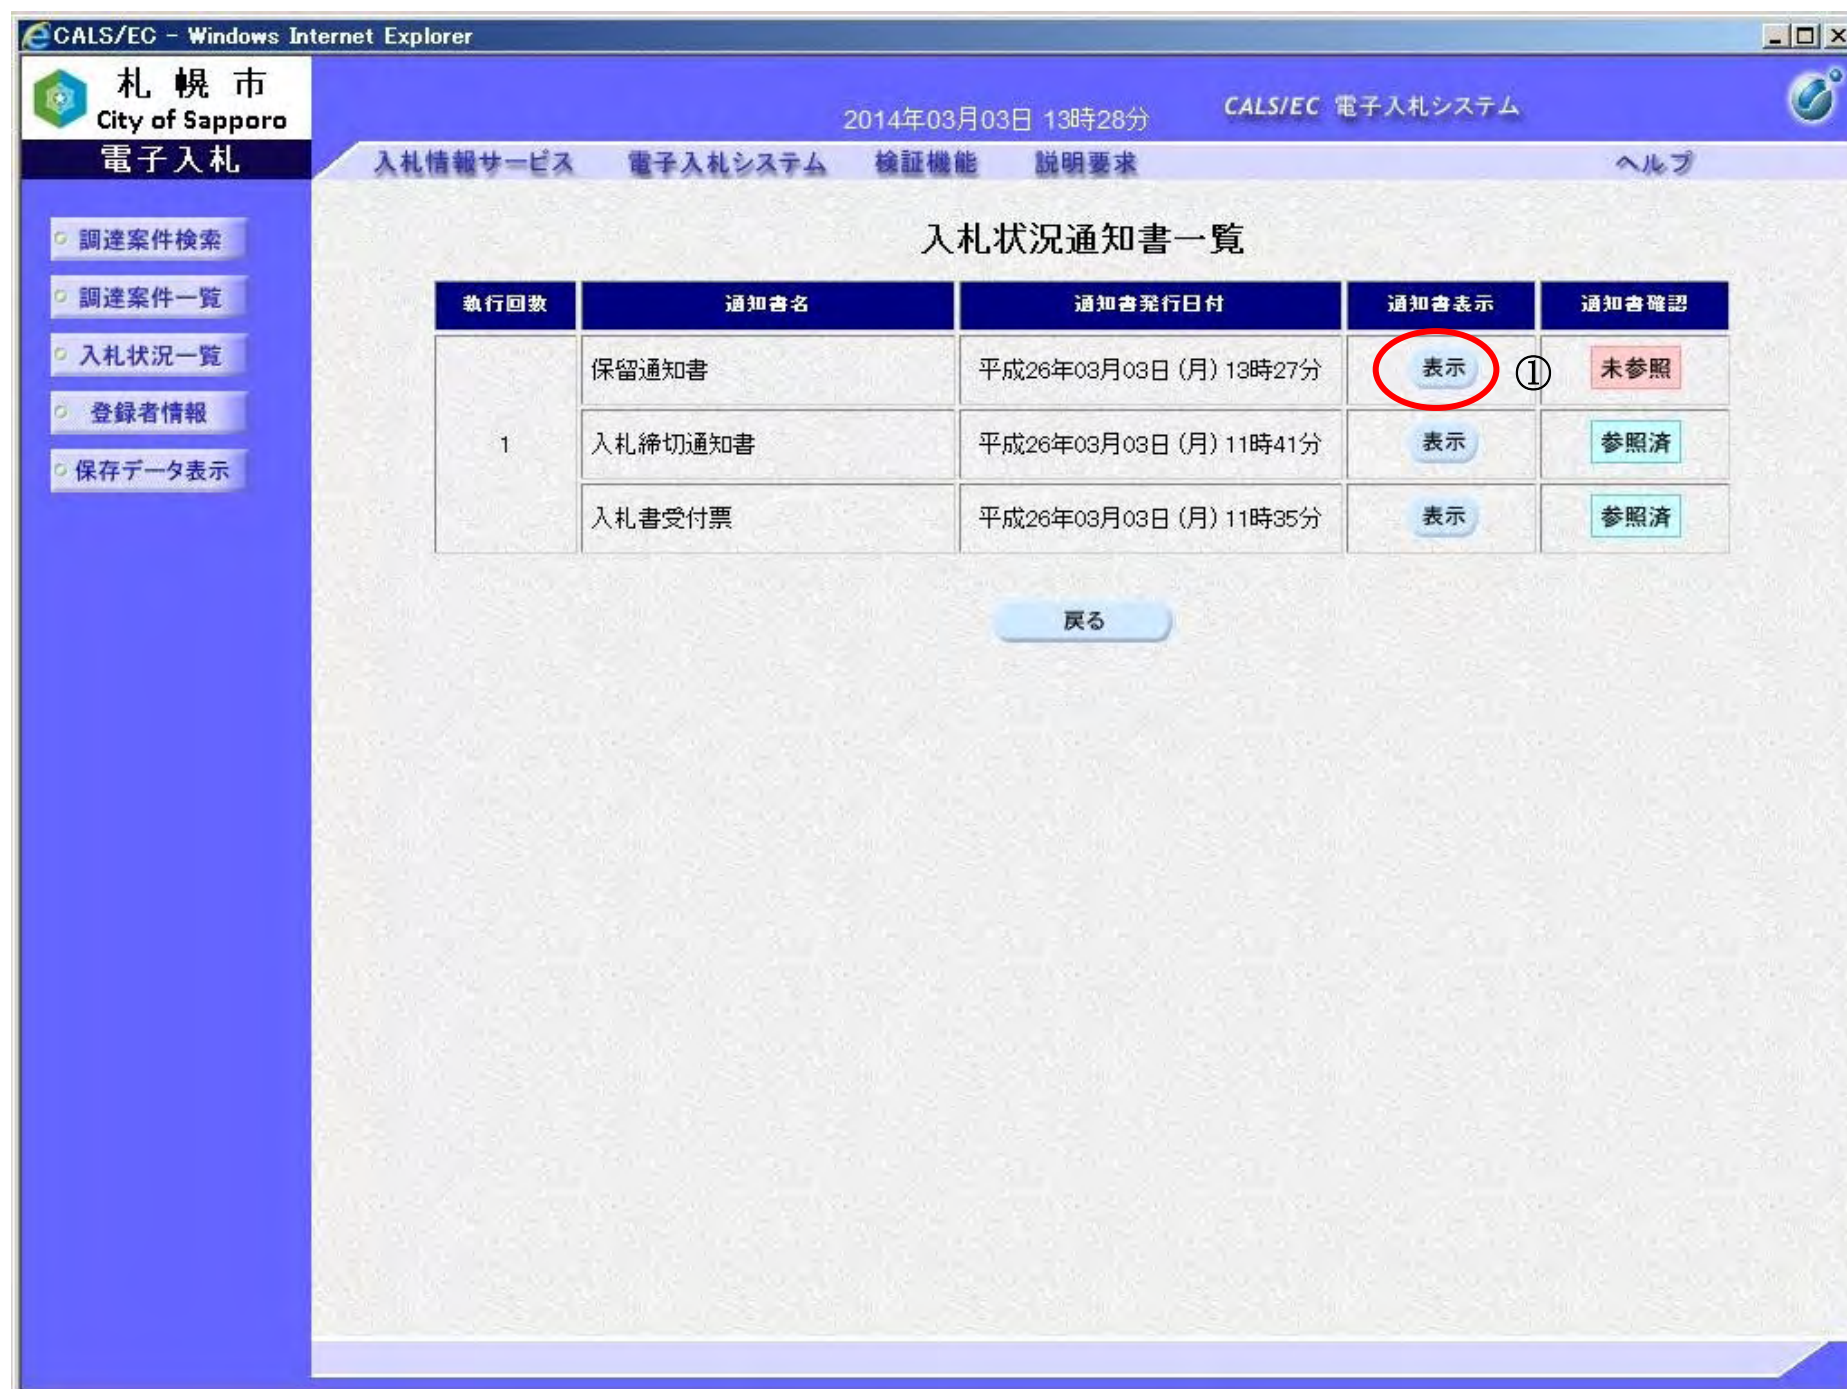 CALS/EC - Windows Internet Explorer
札幌市
City of Sapporo
電子入札
2014年03月03日 13時28分
CALS/EC 電子入札システム
入札情報サービス 電子入札システム 検証機能 説明要求 ヘルプ
調達案件検索
調達案件一覧
入札状況一覧
登録者情報
保存データ表示
入札状況通知書一覧
執行回数 通知書名 通知書発行日付 通知書表示 通知書確認
保留通知書 平成26年03月03日(月)13時27分 表示 ① 未参照
1 入札締切通知書 平成26年03月03日(月)11時41分 表示 参照済
入札書受付票 平成26年03月03日(月)11時35分 表示 参照済
戻る